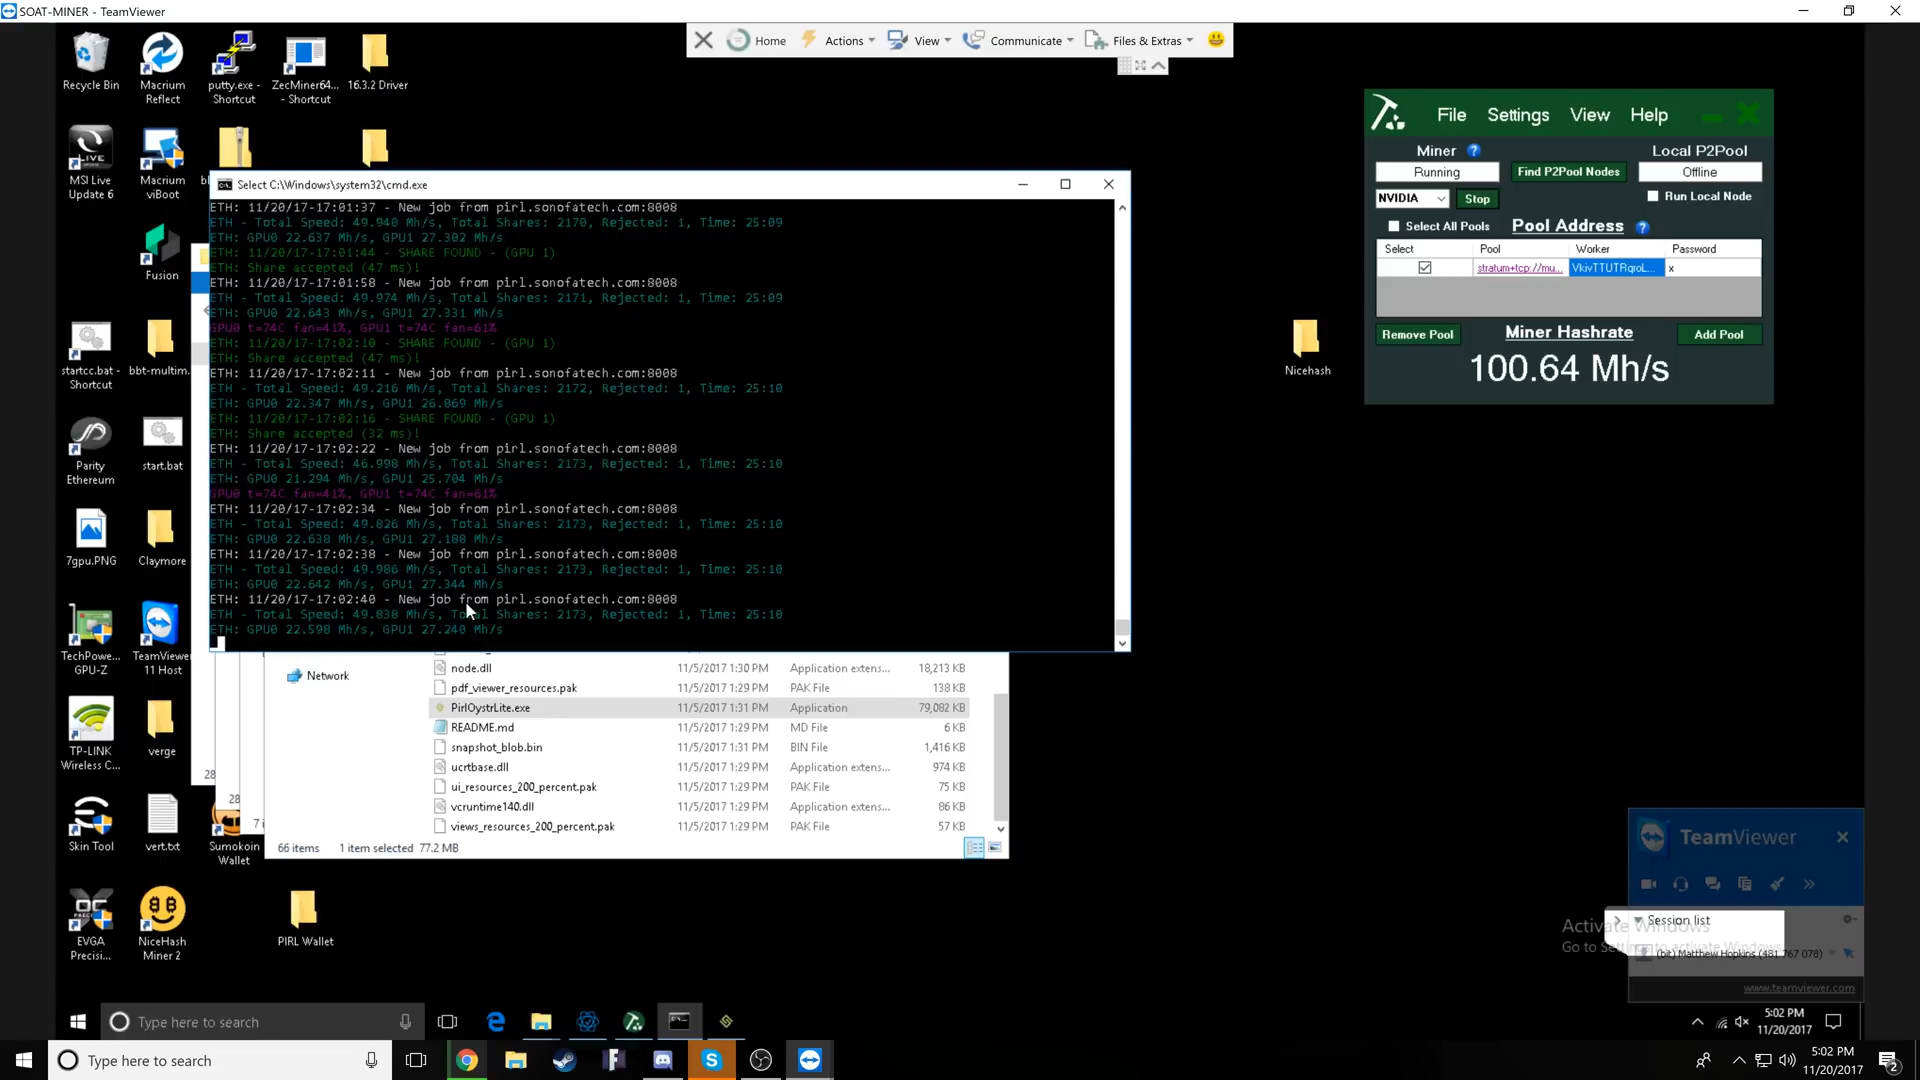 SOAT-MINER - TeamViewer
Home
Actions
View
Communicate
Files & Extras
Recycle Bin
Macrium Reflect
putty.exe - Shortcut
ZecMiner64... - Shortcut
16.3.2 Driver
MSI Live Update 6
Macrium viBoot
Fusion
startcc.bat - Shortcut
bbt-multim...
Parity Ethereum
start.bat
7gpu.PNG
Claymore
TechPowe... GPU-Z
TeamViewer 11 Host
TP-LINK Wireless C...
verge
Skin Tool
vert.txt
Sumokoin Wallet
EVGA Precisi...
NiceHash Miner 2
PIRL Wallet
Nicehash
Select C:\Windows\system32\cmd.exe
ETH: 11/20/17-17:01:37 - New job from pirl.sonofatech.com:8008
ETH - Total Speed: 49.940 Mh/s, Total Shares: 2170, Rejected: 1, Time: 25:09
ETH: GPU0 22.637 Mh/s, GPU1 27.302 Mh/s
ETH: 11/20/17-17:01:44 - SHARE FOUND - (GPU 1)
ETH: Share accepted (47 ms)!
ETH: 11/20/17-17:01:58 - New job from pirl.sonofatech.com:8008
ETH - Total Speed: 49.974 Mh/s, Total Shares: 2171, Rejected: 1, Time: 25:09
ETH: GPU0 22.643 Mh/s, GPU1 27.331 Mh/s
GPU0 t=74C fan=41%, GPU1 t=74C fan=61%
ETH: 11/20/17-17:02:10 - SHARE FOUND - (GPU 1)
ETH: Share accepted (47 ms)!
ETH: 11/20/17-17:02:11 - New job from pirl.sonofatech.com:8008
ETH - Total Speed: 49.216 Mh/s, Total Shares: 2172, Rejected: 1, Time: 25:10
ETH: GPU0 22.347 Mh/s, GPU1 26.869 Mh/s
ETH: 11/20/17-17:02:16 - SHARE FOUND - (GPU 1)
ETH: Share accepted (32 ms)!
ETH: 11/20/17-17:02:22 - New job from pirl.sonofatech.com:8008
ETH - Total Speed: 46.998 Mh/s, Total Shares: 2173, Rejected: 1, Time: 25:10
ETH: GPU0 21.294 Mh/s, GPU1 25.704 Mh/s
GPU0 t=74C fan=41%, GPU1 t=74C fan=61%
ETH: 11/20/17-17:02:34 - New job from pirl.sonofatech.com:8008
ETH - Total Speed: 49.826 Mh/s, Total Shares: 2173, Rejected: 1, Time: 25:10
ETH: GPU0 22.638 Mh/s, GPU1 27.188 Mh/s
ETH: 11/20/17-17:02:38 - New job from pirl.sonofatech.com:8008
ETH - Total Speed: 49.986 Mh/s, Total Shares: 2173, Rejected: 1, Time: 25:10
ETH: GPU0 22.642 Mh/s, GPU1 27.344 Mh/s
ETH: 11/20/17-17:02:40 - New job from pirl.sonofatech.com:8008
ETH - Total Speed: 49.838 Mh/s, Total Shares: 2173, Rejected: 1, Time: 25:10
ETH: GPU0 22.598 Mh/s, GPU1 27.240 Mh/s
Network
node.dll 11/5/2017 1:30 PM Application extens... 18,213 KB
pdf_viewer_resources.pak 11/5/2017 1:29 PM PAK File 138 KB
PirlOystrLite.exe 11/5/2017 1:31 PM Application 79,082 KB
README.md 11/5/2017 1:29 PM MD File 6 KB
snapshot_blob.bin 11/5/2017 1:31 PM BIN File 1,416 KB
ucrtbase.dll 11/5/2017 1:29 PM Application extens... 974 KB
ui_resources_200_percent.pak 11/5/2017 1:29 PM PAK File 75 KB
vcruntime140.dll 11/5/2017 1:29 PM Application extens... 86 KB
views_resources_200_percent.pak 11/5/2017 1:29 PM PAK File 57 KB
66 items 1 item selected 77.2 MB
28
28
7 i
File Settings View Help
Miner ? Local P2Pool
Running Find P2Pool Nodes Offline
NVIDIA Stop Run Local Node
Select All Pools Pool Address ?
Select Pool Worker Password
stratum+tcp://mu... VkivTTUTRqroL... x
Remove Pool Miner Hashrate Add Pool
100.64 Mh/s
TeamViewer
Session list
(bit) Matthew Hopkins (481 767 078)
www.teamviewer.com
Activate Windows
Go to Settings to activate Windows.
Type here to search
5:02 PM
11/20/2017
Type here to search
5:02 PM
11/20/2017
2